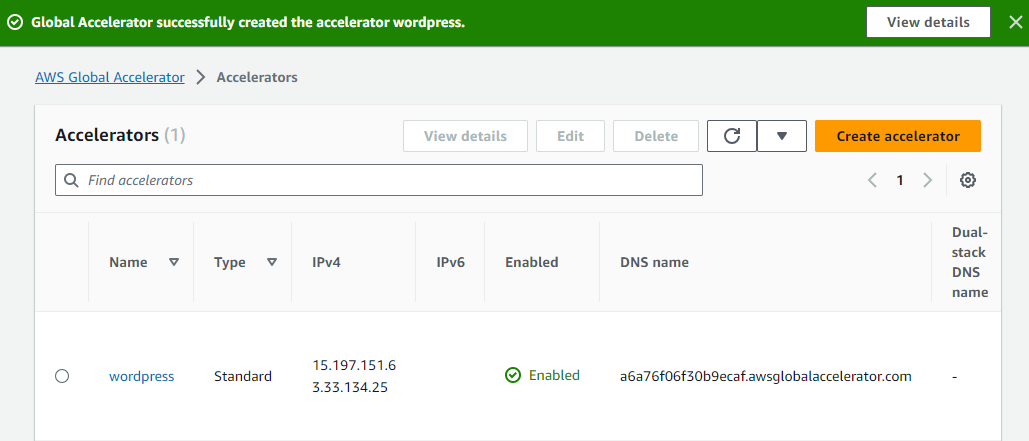 Global Accelerator successfully created the accelerator wordpress.
View details
AWS Global Accelerator > Accelerators
Accelerators (1)
View details
Edit
Delete
Create accelerator
Find accelerators
1
Name
Type
IPv4
IPv6
Enabled
DNS name
Dual-
stack
DNS
name
wordpress
Standard
15.197.151.6
3.33.134.25
Enabled
a6a76f06f30b9ecaf.awsglobalaccelerator.com
-